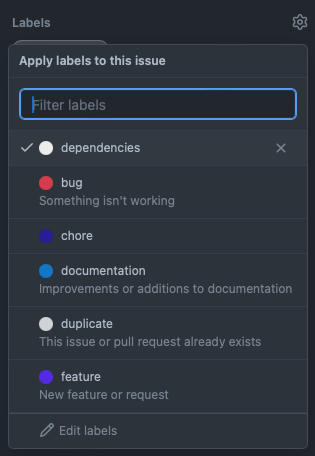 Labels
Apply labels to this issue
Filter labels
dependencies
bug
Something isn't working
chore
documentation
Improvements or additions to documentation
duplicate
This issue or pull request already exists
feature
New feature or request
Edit labels